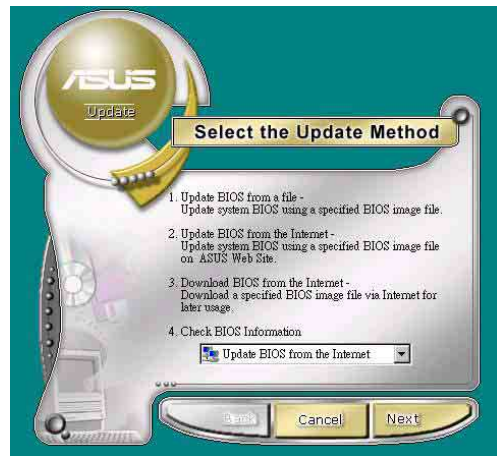 ASUS
Update
Select the Update Method
1. Update BIOS from a file -
Update system BIOS using a specified BIOS image file.
2. Update BIOS from the Internet -
Update system BIOS using a specified BIOS image file
on ASUS Web Site.
3. Download BIOS from the Internet -
Download a specified BIOS image file via Internet for
later usage.
4. Check BIOS Information
Update BIOS from the Internet
Back Cancel Next